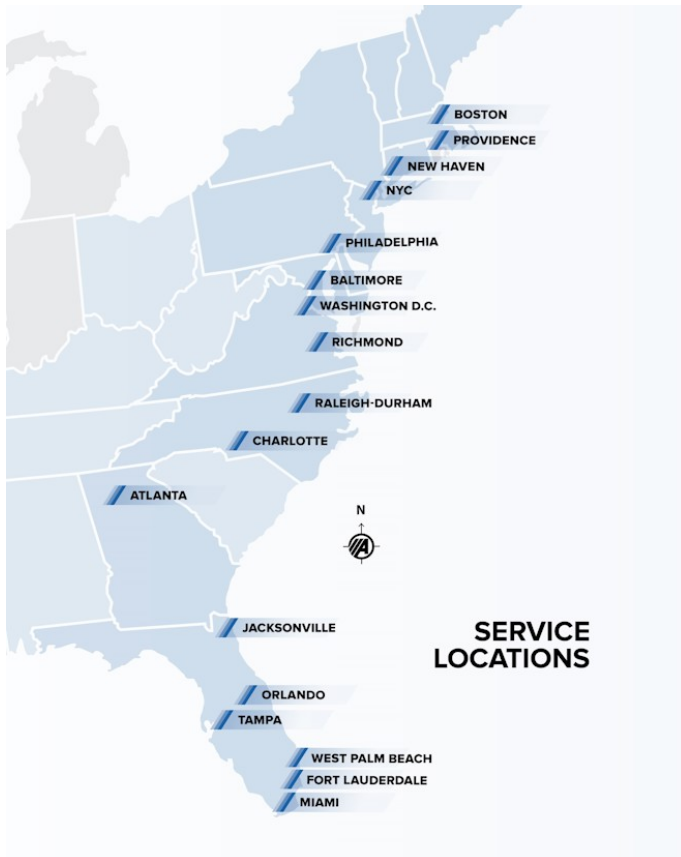 BOSTON
PROVIDENCE
NEW HAVEN
NYC
PHILADELPHIA
BALTIMORE
WASHINGTON D.C.
RICHMOND
RALEIGH-DURHAM
CHARLOTTE
ATLANTA
N
A
JACKSONVILLE
SERVICE
LOCATIONS
ORLANDO
TAMPA
WEST PALM BEACH
FORT LAUDERDALE
MIAMI